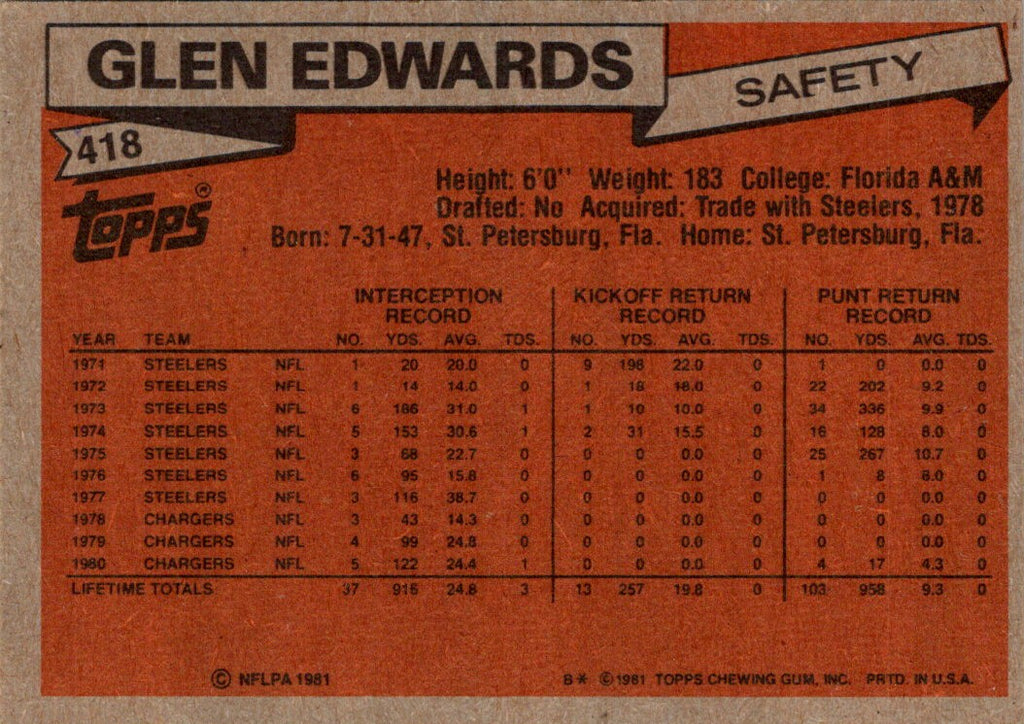 GLEN EDWARDS
SAFETY
418
TOPPS®
Height: 6'0" Weight: 183 College: Florida A&M
Drafted: No Acquired: Trade with Steelers, 1978
Born: 7-31-47, St. Petersburg, Fla. Home: St. Petersburg, Fla.
INTERCEPTION RECORD KICKOFF RETURN RECORD PUNT RETURN RECORD
YEAR TEAM NO. YDS. AVG. TDS. NO. YDS. AVG. TDS. NO. YDS. AVG. TDS.
1971 STEELERS NFL 1 20 20.0 0 9 198 22.0 0 1 0 0.0 0
1972 STEELERS NFL 1 14 14.0 0 1 18 18.0 0 22 202 9.2 0
1973 STEELERS NFL 6 186 31.0 1 1 10 10.0 0 34 336 9.9 0
1974 STEELERS NFL 5 153 30.6 1 2 31 15.5 0 16 128 8.0 0
1975 STEELERS NFL 3 68 22.7 0 0 0 0.0 0 25 267 10.7 0
1976 STEELERS NFL 6 95 15.8 0 0 0 0.0 0 1 8 8.0 0
1977 STEELERS NFL 3 116 38.7 0 0 0 0.0 0 0 0 0.0 0
1978 CHARGERS NFL 3 43 14.3 0 0 0 0.0 0 0 0 0.0 0
1979 CHARGERS NFL 4 99 24.8 0 0 0 0.0 0 0 0 0.0 0
1980 CHARGERS NFL 5 122 24.4 1 0 0 0.0 0 4 17 4.3 0
LIFETIME TOTALS 37 916 24.8 3 13 257 19.8 0 103 958 9.3 0
© NFLPA 1981 B* ©1981 TOPPS CHEWING GUM, INC. PRTD. IN U.S.A.